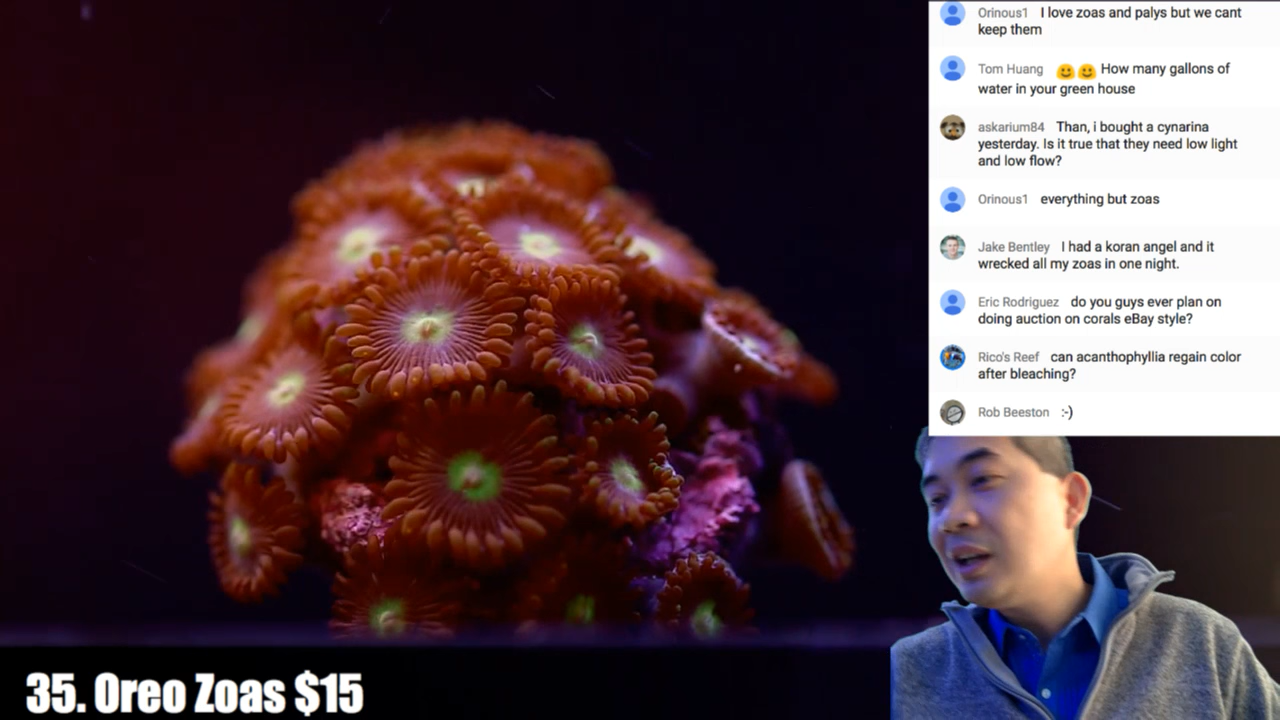 Orinous1 I love zoas and palys but we cant
keep them
Tom Huang 🙂🙂 How many gallons of
water in your green house
askarium84 Than, i bought a cynarina
yesterday. Is it true that they need low light
and low flow?
Orinous1 everything but zoas
Jake Bentley I had a koran angel and it
wrecked all my zoas in one night.
Eric Rodriguez do you guys ever plan on
doing auction on corals eBay style?
Rico's Reef can acanthophyllia regain color
after bleaching?
Rob Beeston :-)
35. Oreo Zoas $15